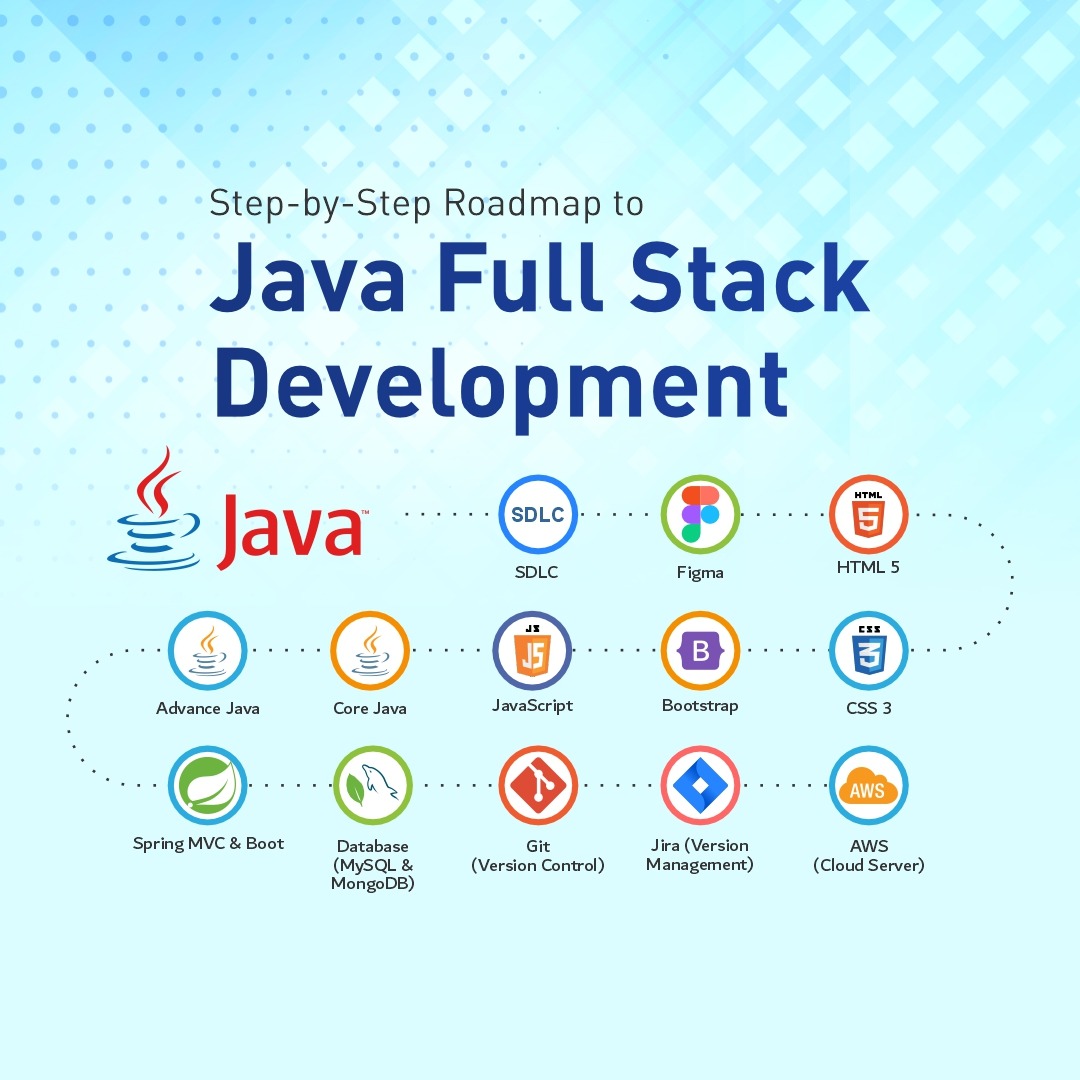 Step-by-Step Roadmap to
Java Full Stack
Development
Java™
SDLC
SDLC
Figma
HTML
5
HTML 5
Advance Java
Core Java
JS
JS
JavaScript
B
Bootstrap
CSS
3
CSS 3
Spring MVC & Boot
Database
(MySQL &
MongoDB)
Git
(Version Control)
Jira (Version
Management)
AWS
AWS
(Cloud Server)